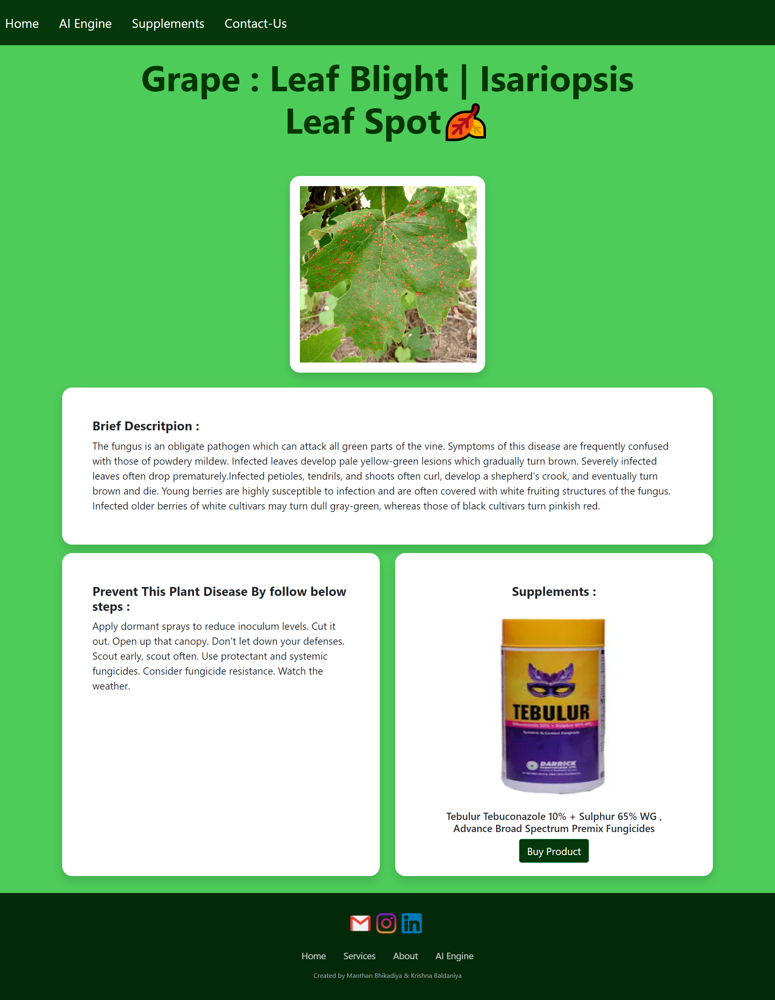 Home AI Engine Supplements Contact-Us
Grape : Leaf Blight | Isariopsis
Leaf Spot
Brief Descritpion :
The fungus is an obligate pathogen which can attack all green parts of the vine. Symptoms of this disease are frequently confused
with those of powdery mildew. Infected leaves develop pale yellow-green lesions which gradually turn brown. Severely infected
leaves often drop prematurely.Infected petioles, tendrils, and shoots often curl, develop a shepherd's crook, and eventually turn
brown and die. Young berries are highly susceptible to infection and are often covered with white fruiting structures of the fungus.
Infected older berries of white cultivars may turn dull gray-green, whereas those of black cultivars turn pinkish red.
Prevent This Plant Disease By follow below
steps :
Apply dormant sprays to reduce inoculum levels. Cut it
out. Open up that canopy. Don't let down your defenses.
Scout early, scout often. Use protectant and systemic
fungicides. Consider fungicide resistance. Watch the
weather.
Supplements :
TEBULUR
Systemic & Contact Fungicide
DARRICK
Tebulur Tebuconazole 10% + Sulphur 65% WG ,
Advance Broad Spectrum Premix Fungicides
Buy Product
in
Home Services About AI Engine
Created by Manthan Bhikadiya & Krishna Baldaniya